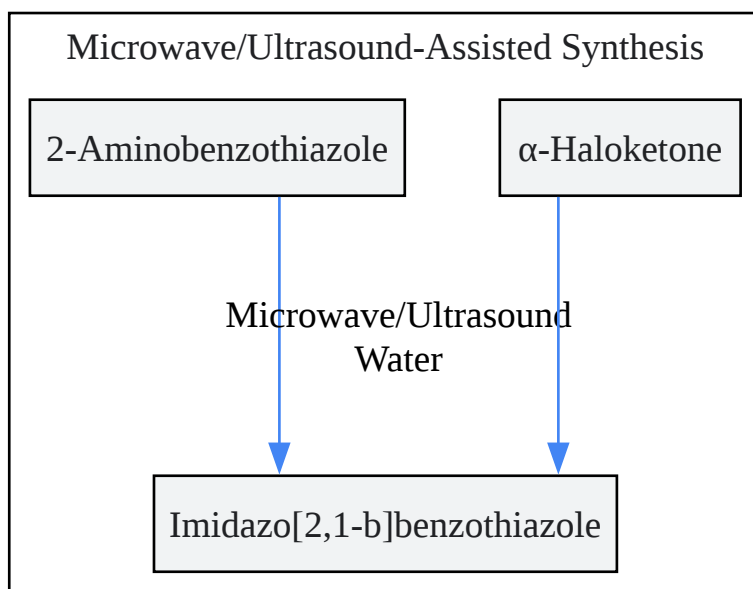 Microwave/Ultrasound-Assisted Synthesis
2-Aminobenzothiazole
α-Haloketone
Microwave/Ultrasound
Water
Imidazo[2,1-b]benzothiazole